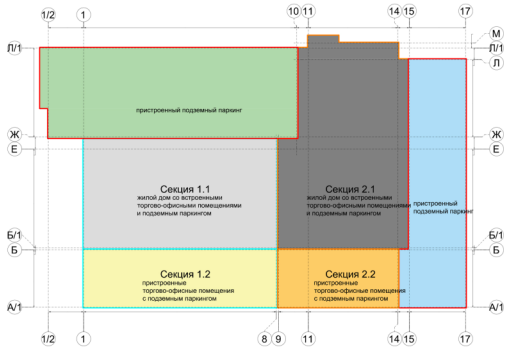 1/2 1 10 11 14 15 17
М
Л/1 Л/1
Л
пристроенный подземный паркинг
Ж Ж
Е Е
Секция 1.1
жилой дом со встроенными
торгово-офисными помещениями
и подземным паркингом
Секция 2.1
жилой дом со встроенными
торгово-офисными помещениями
и подземным паркингом
пристроенный
подземный паркинг
Б/1 Б/1
Б Б
Секция 1.2
пристроенные
торгово-офисные помещения
с подземным паркингом
Секция 2.2
пристроенные
торгово-офисные помещения
с подземным паркингом
А/1 А/1
1/2 1 8 9 11 14 15 17